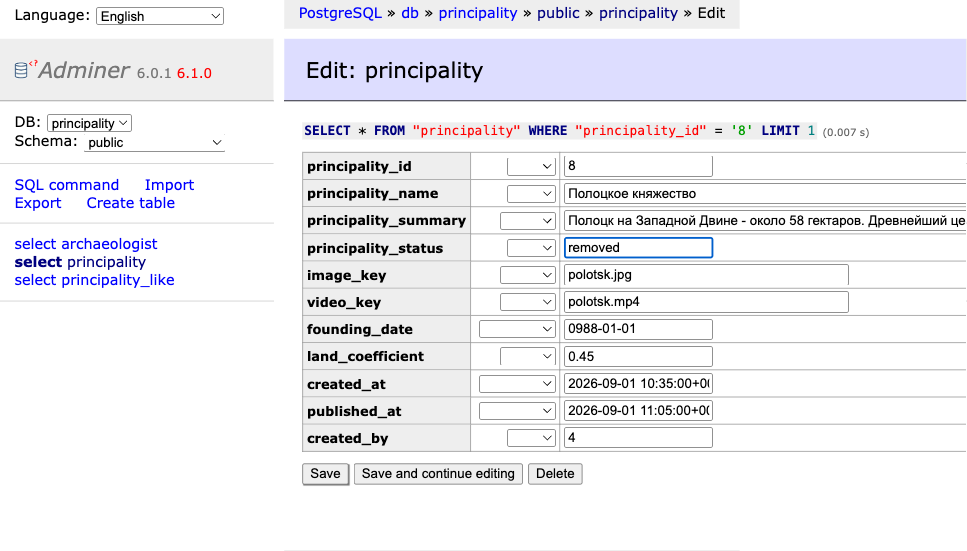 Language: English
PostgreSQL » db » principality » public » principality » Edit
Adminer 6.0.1 6.1.0
Edit: principality
DB: principality
Schema: public
SQL command Import
Export Create table
select archaeologist
select principality
select principality_like
SELECT * FROM "principality" WHERE "principality_id" = '8' LIMIT 1 (0.007 s)
principality_id 8
principality_name Полоцкое княжество
principality_summary Полоцк на Западной Двине - около 58 гектаров. Древнейший це
principality_status removed
image_key polotsk.jpg
video_key polotsk.mp4
founding_date 0988-01-01
land_coefficient 0.45
created_at 2026-09-01 10:35:00+0
published_at 2026-09-01 11:05:00+0
created_by 4
Save Save and continue editing Delete